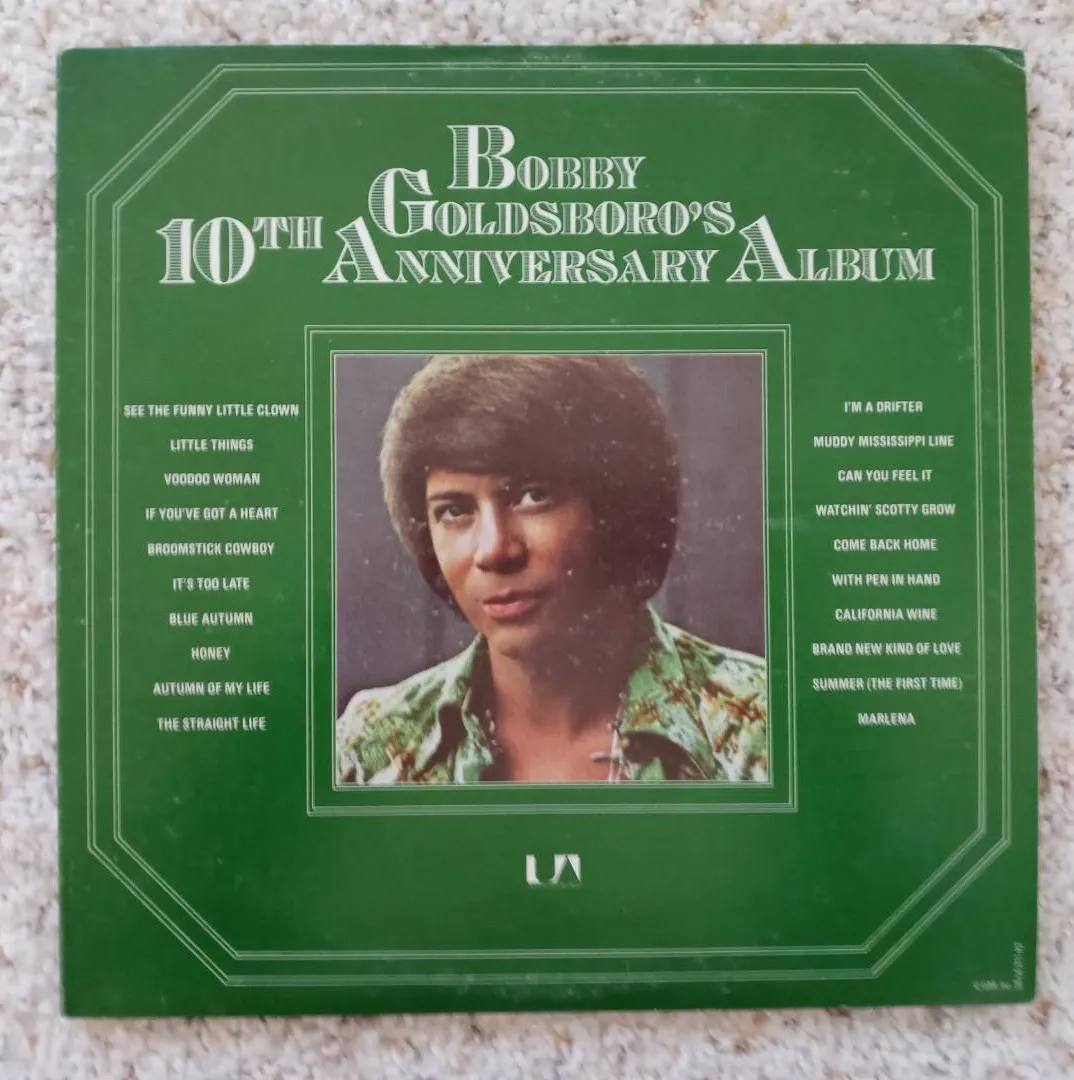 BOBBY
GOLDSBORO'S
10TH ANNIVERSARY ALBUM
SEE THE FUNNY LITTLE CLOWN
LITTLE THINGS
VOODOO WOMAN
IF YOU'VE GOT A HEART
BROOMSTICK COWBOY
IT'S TOO LATE
BLUE AUTUMN
HONEY
AUTUMN OF MY LIFE
THE STRAIGHT LIFE
I'M A DRIFTER
MUDDY MISSISSIPPI LINE
CAN YOU FEEL IT
WATCHIN' SCOTTY GROW
COME BACK HOME
WITH PEN IN HAND
CALIFORNIA WINE
BRAND NEW KIND OF LOVE
SUMMER (THE FIRST TIME)
MARLENA
UA